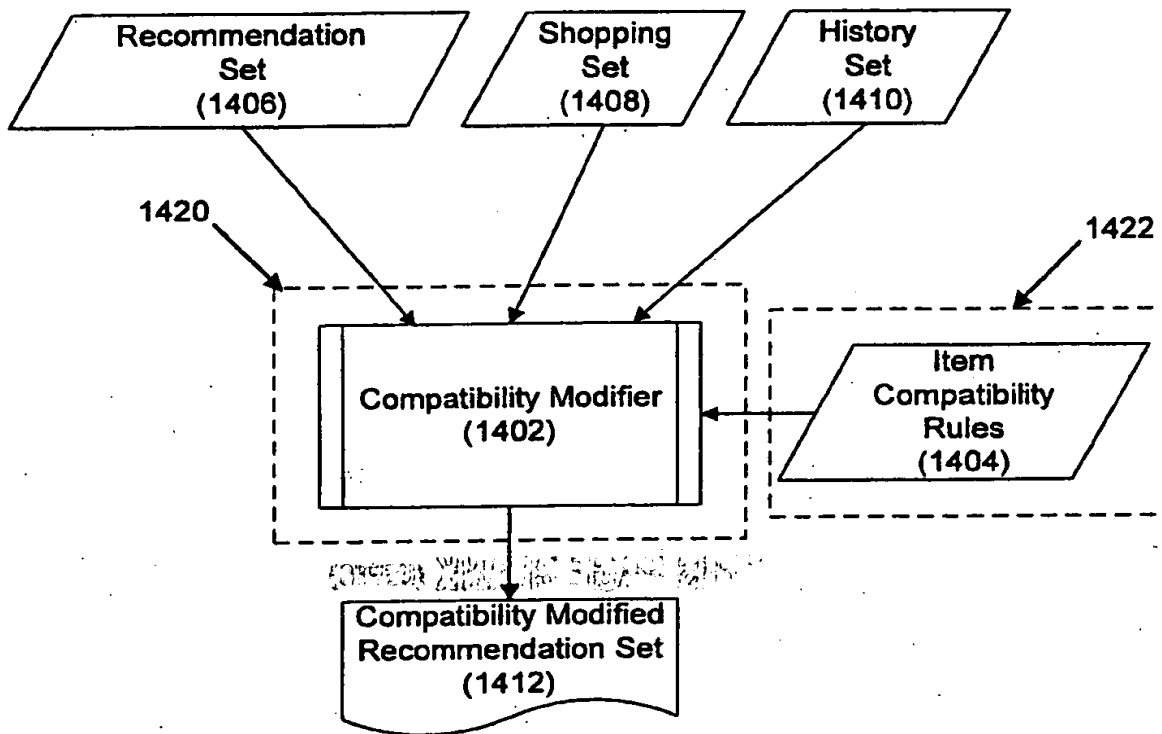 Recommendation
Set
(1406)
Shopping
Set
(1408)
History
Set
(1410)
1420
1422
Compatibility Modifier
(1402)
Item
Compatibility
Rules
(1404)
Compatibility Modified
Recommendation Set
(1412)